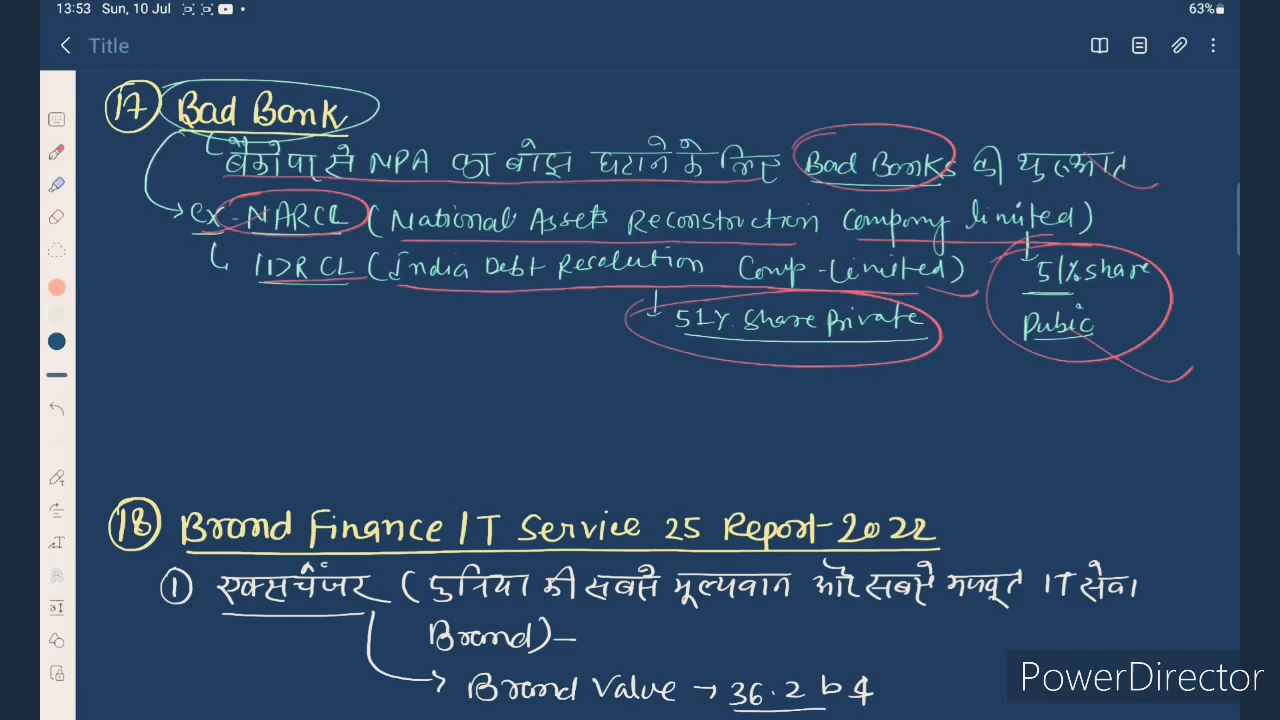 13:53 Sun, 10 Jul
63%
Title
17 Bad Bank
बैंको पा से NPA का बोझ घटाने के लिए Bad Banks की शुरुआत
ex - NARCL (National Assets Reconstruction Company limited)
IDRCL (India Debt Resolution Comp - Limited)
51% share
Pubic
51% Share Private
18 Brand Finance IT Service 25 Report-2022
① एक्सचेंजर (दुनिया की सबसे मूल्यवान और सबसे मजबूत IT सेवा
Brand) –
Brand Value → 36.2 b $
PowerDirector